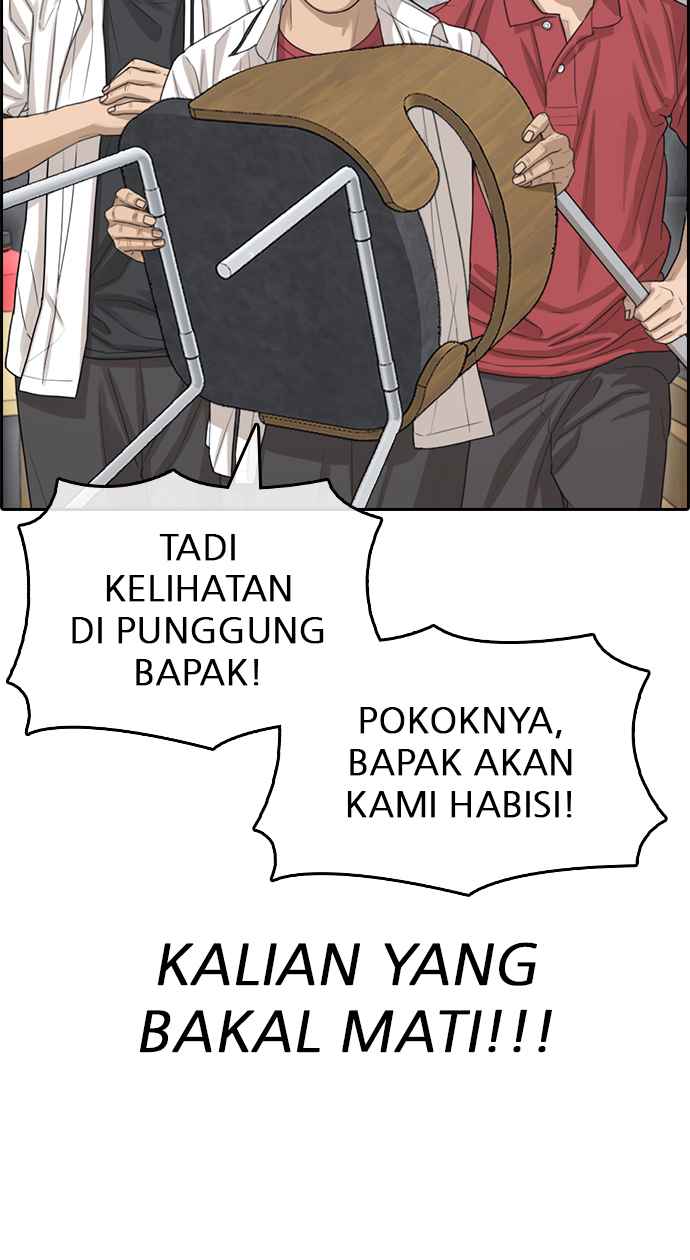 TADI
KELIHATAN
DI PUNGGUNG
BAPAK!
POKOKNYA,
BAPAK AKAN
KAMI HABISI!
KALIAN YANG
BAKAL MATI!!!